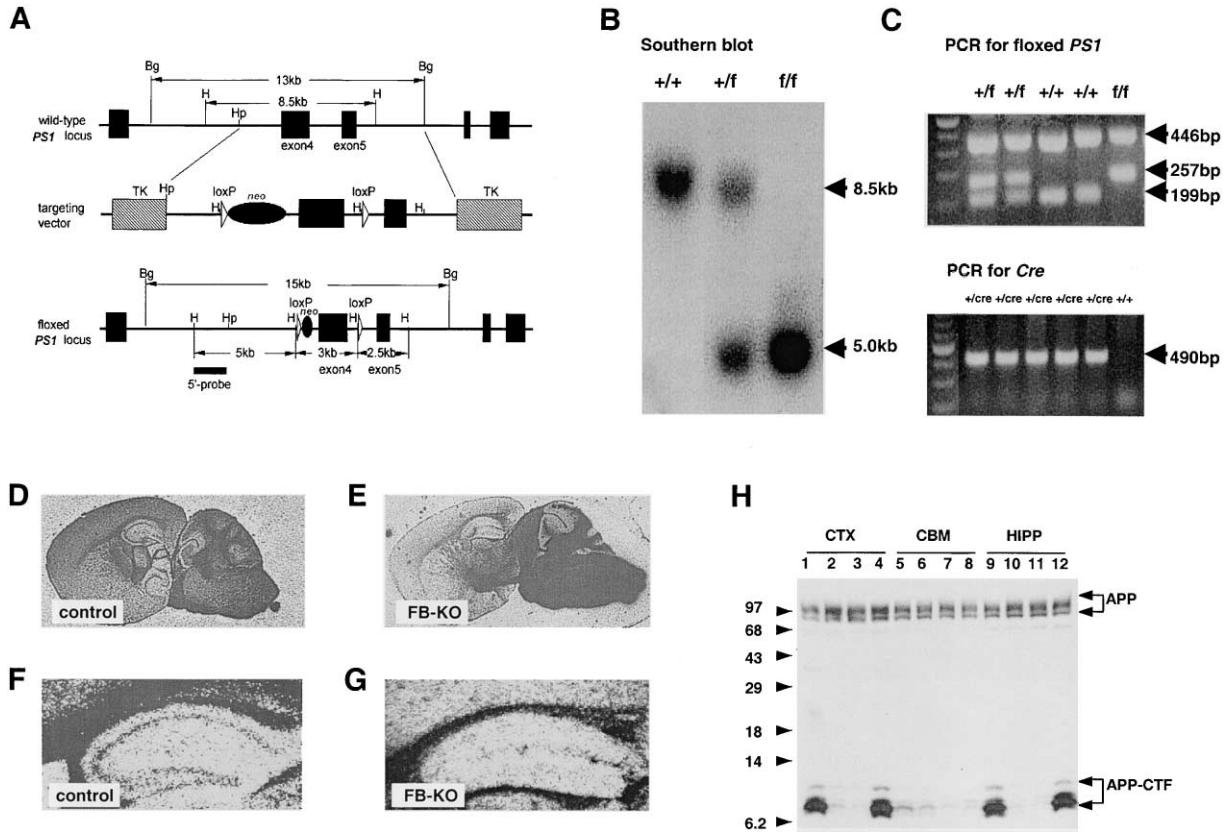 A
Bg
Bg
13kb
H
H
8.5kb
Hp
wild-type
PS1 locus
exon4
exon5
TK
Hp
loxP
neo
loxP
TK
targeting
vector
H
H
H
Bg
Bg
15kb
loxP
neo
loxP
H
Hp
H
H
H
floxed
PS1 locus
5kb
3kb
2.5kb
exon4
exon5
5'-probe
B
Southern blot
+/+ +/f f/f
8.5kb
5.0kb
C
PCR for floxed PS1
+/f +/f +/+ +/+ f/f
446bp
257bp
199bp
PCR for Cre
+/cre +/cre +/cre +/cre +/cre +/+
490bp
D
control
E
FB-KO
F
control
G
FB-KO
H
CTX CBM HIPP
1 2 3 4 5 6 7 8 9 10 11 12
97
68
43
29
18
14
6.2
APP
APP-CTF